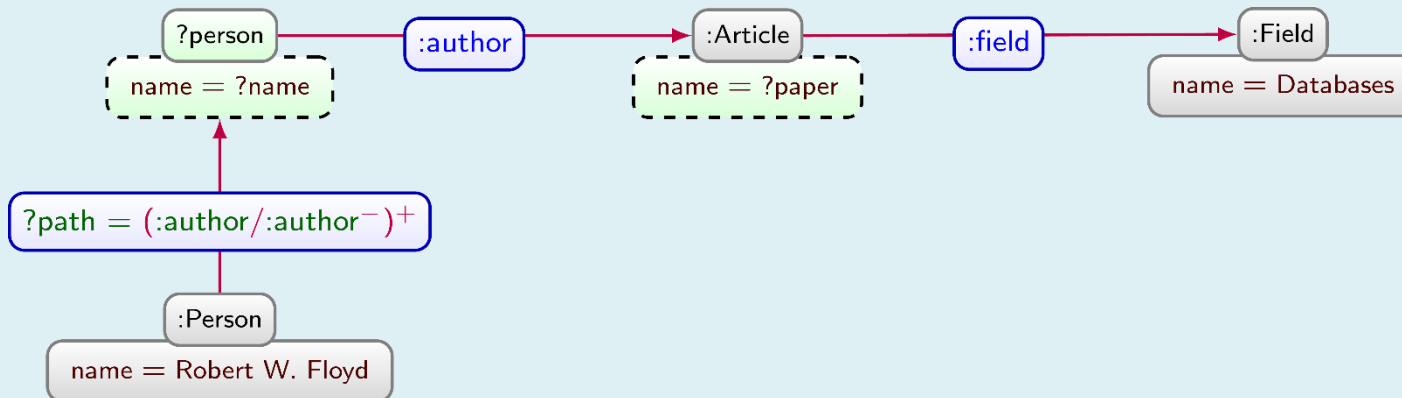 ?person
:author
:Article
:field
:Field
name = ?name
name = ?paper
name = Databases
?path = (:author/:author⁻)⁺
:Person
name = Robert W. Floyd